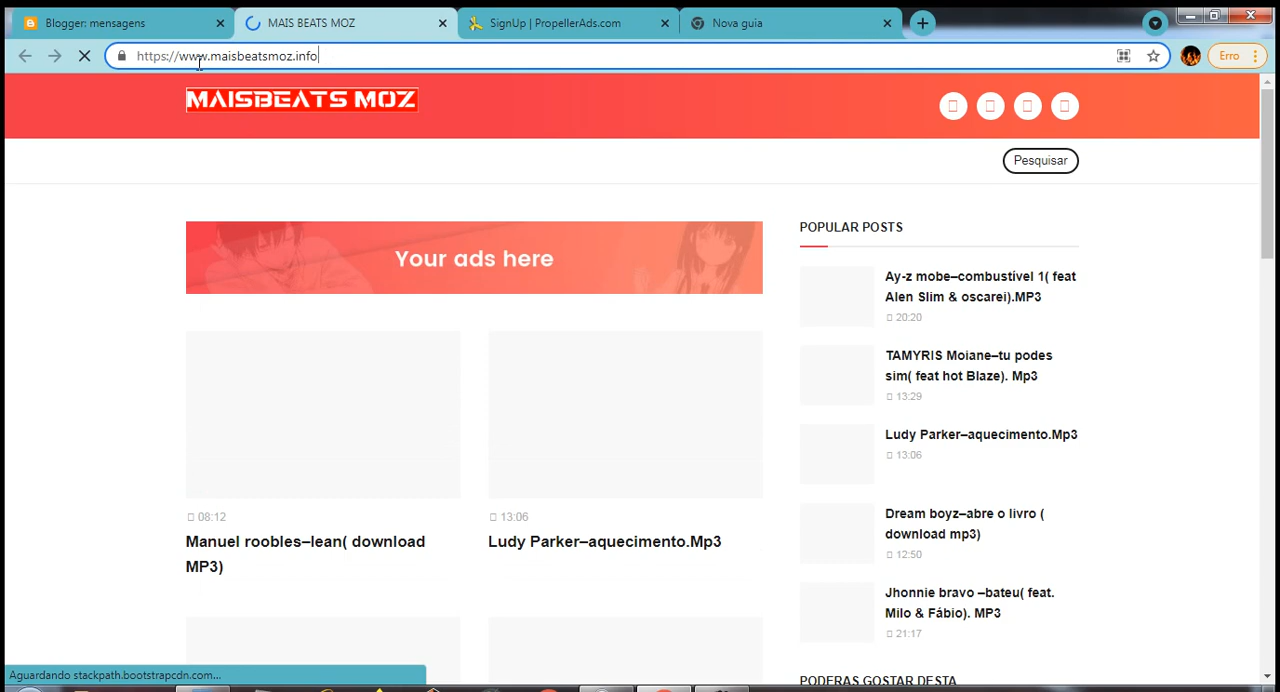 Blogger: mensagens
MAIS BEATS MOZ
SignUp | PropellerAds.com
Nova guia
https://www.maisbeatsmoz.info
Erro
MAISBEATS MOZ
Pesquisar
Your ads here
POPULAR POSTS
Ay-z mobe–combustivel 1( feat
Alen Slim & oscarei).MP3
20:20
TAMYRIS Moiane–tu podes
sim( feat hot Blaze). Mp3
13:29
Ludy Parker–aquecimento.Mp3
13:06
Dream boyz–abre o livro (
download mp3)
12:50
Jhonnie bravo –bateu( feat.
Milo & Fábio). MP3
21:17
08:12
Manuel roobles–lean( download
MP3)
13:06
Ludy Parker–aquecimento.Mp3
PODERAS GOSTAR DESTA
Aguardando stackpath.bootstrapcdn.com...